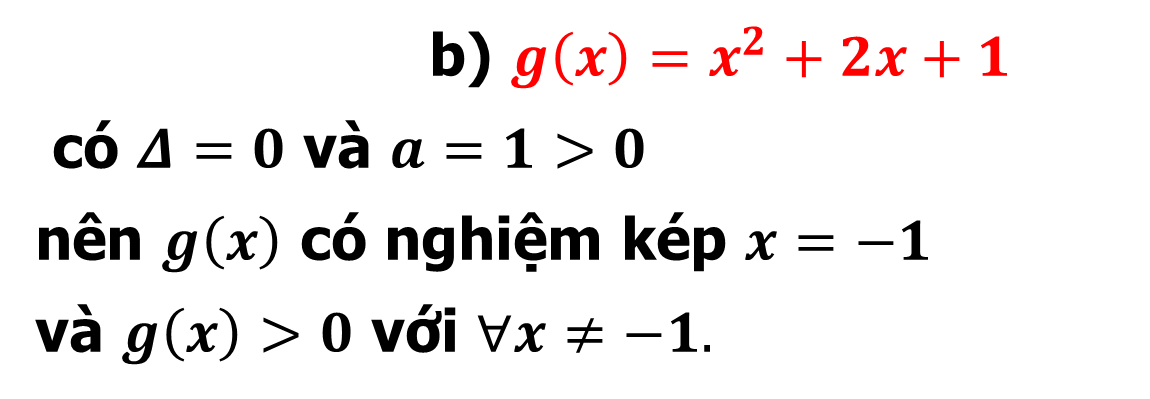 b) g(x) = x² + 2x + 1
có Δ = 0 và a = 1 > 0
nên g(x) có nghiệm kép x = −1
và g(x) > 0 với ∀x ≠ −1.